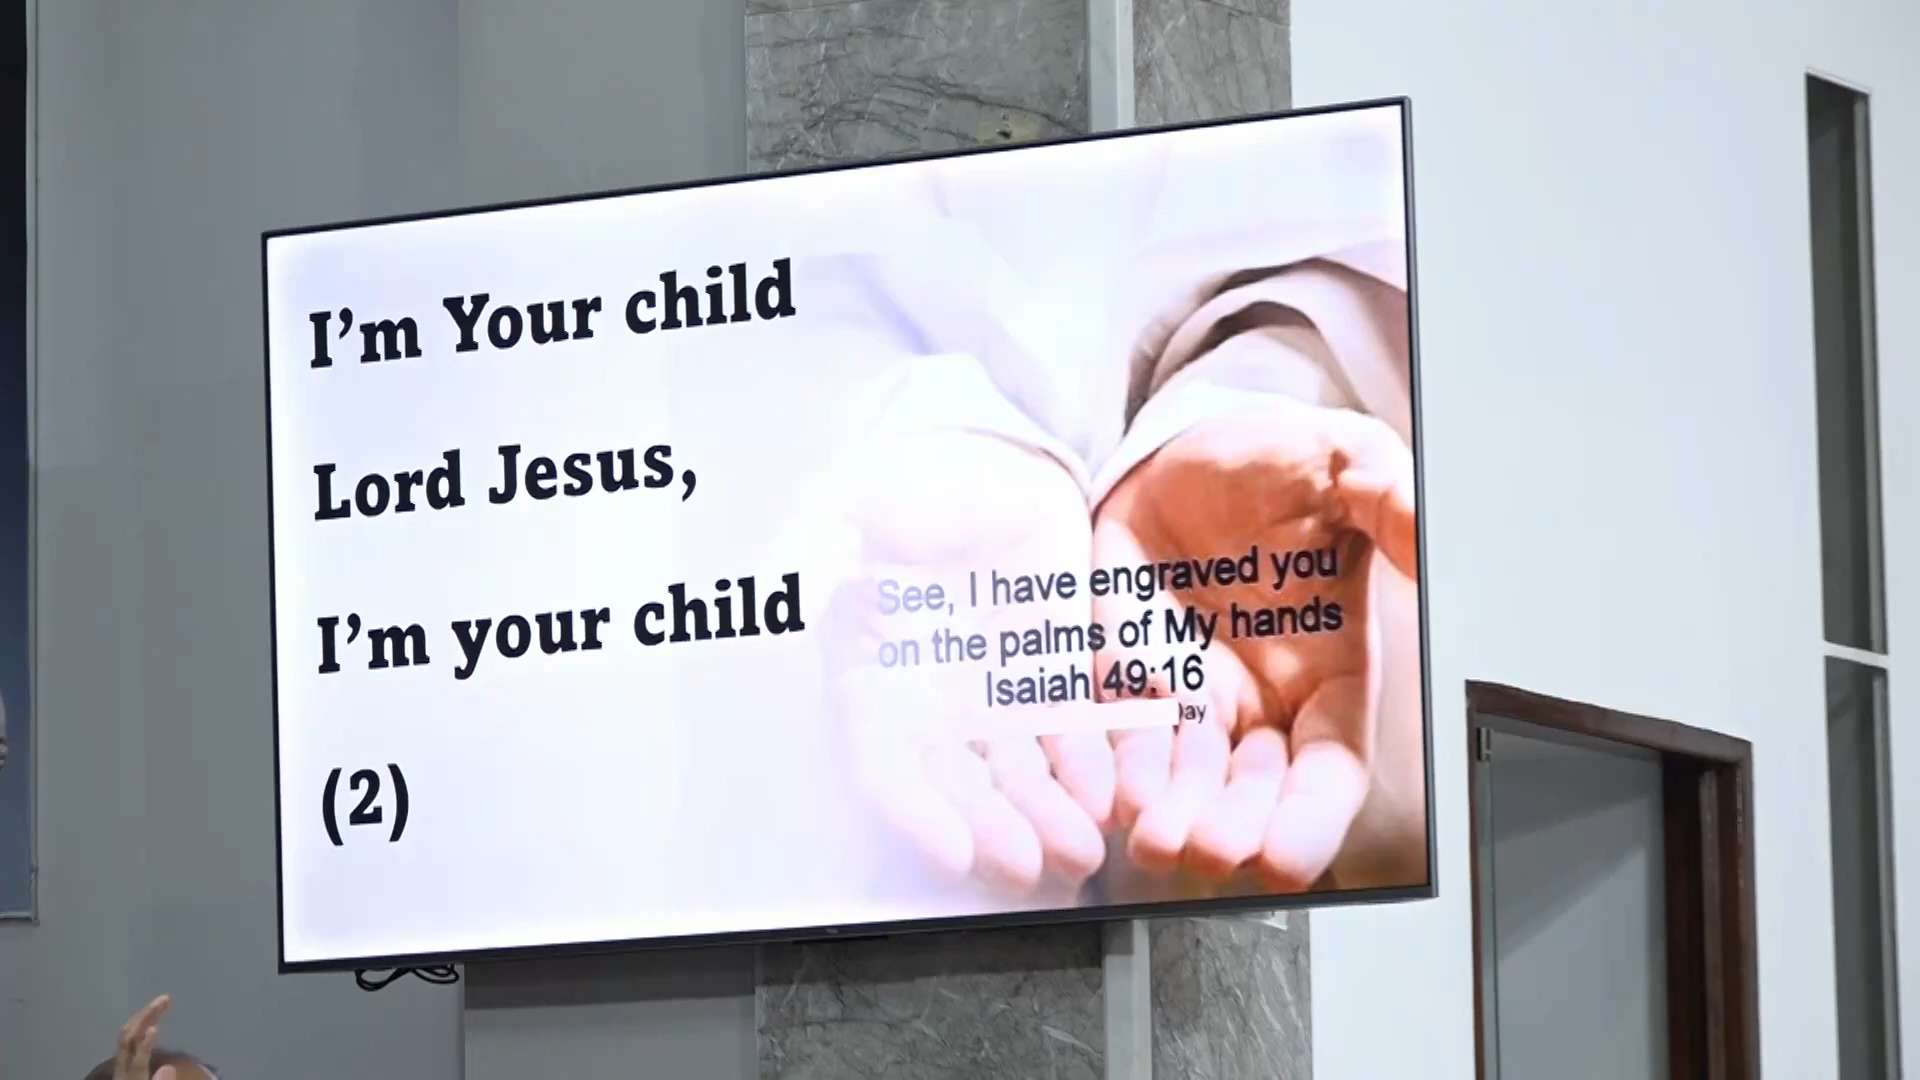 I'm Your child
Lord Jesus,
I'm your child
(2)
See, I have engraved you
on the palms of My hands
Isaiah 49:16